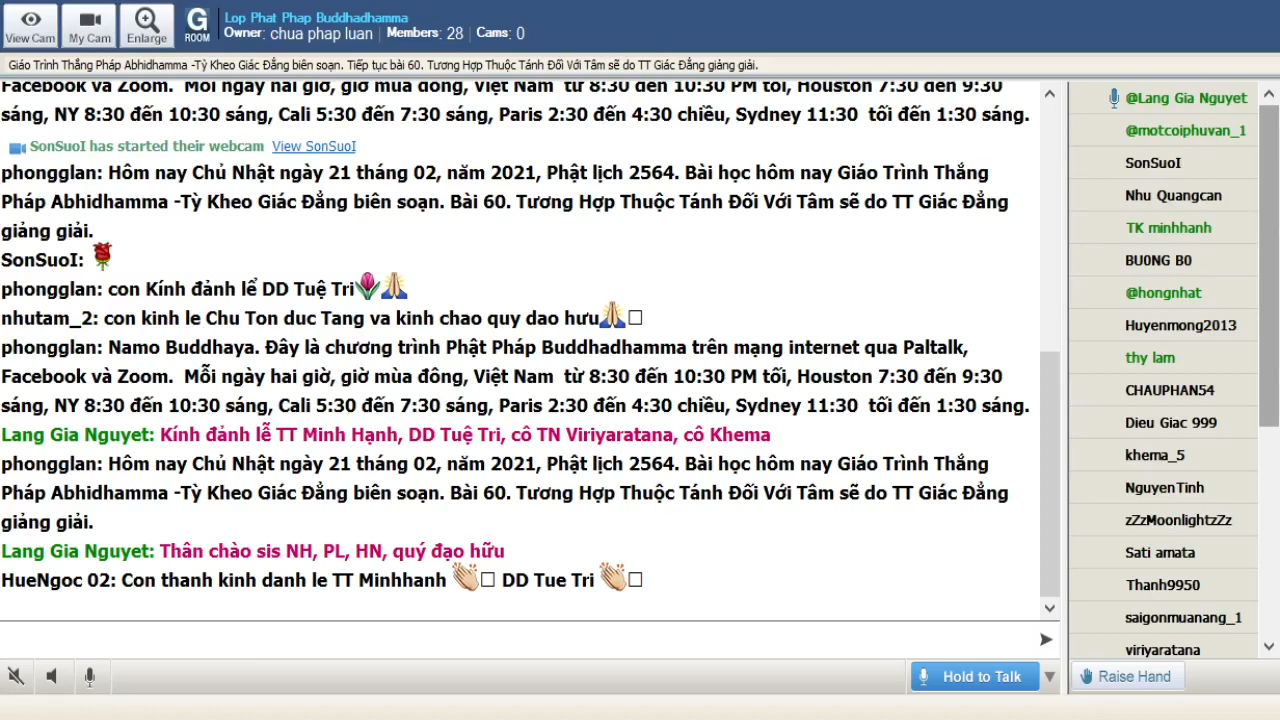 View Cam
My Cam
Enlarge
G
ROOM
Lop Phat Phap Buddhadhamma
Owner: chua phap luan | Members: 28 | Cams: 0
Giáo Trình Thắng Pháp Abhidhamma -Tỳ Kheo Giác Đẳng biên soạn. Tiếp tục bài 60. Tương Hợp Thuộc Tánh Đối Với Tâm sẽ do TT Giác Đẳng giảng giải.
Facebook và Zoom. Mỗi ngày hai giờ, giờ mùa đông, Việt Nam từ 8:30 đến 10:30 PM tối, Houston 7:30 đến 9:30
sáng, NY 8:30 đến 10:30 sáng, Cali 5:30 đến 7:30 sáng, Paris 2:30 đến 4:30 chiều, Sydney 11:30 tối đến 1:30 sáng.
SonSuoI has started their webcam View SonSuoI
phongglan: Hôm nay Chủ Nhật ngày 21 tháng 02, năm 2021, Phật lịch 2564. Bài học hôm nay Giáo Trình Thắng
Pháp Abhidhamma -Tỳ Kheo Giác Đẳng biên soạn. Bài 60. Tương Hợp Thuộc Tánh Đối Với Tâm sẽ do TT Giác Đẳng
giảng giải.
SonSuoI:
phongglan: con Kính đảnh lể DD Tuệ Tri
nhutam_2: con kinh le Chu Ton duc Tang va kinh chao quy dao hưu
phongglan: Namo Buddhaya. Đây là chương trình Phật Pháp Buddhadhamma trên mạng internet qua Paltalk,
Facebook và Zoom. Mỗi ngày hai giờ, giờ mùa đông, Việt Nam từ 8:30 đến 10:30 PM tối, Houston 7:30 đến 9:30
sáng, NY 8:30 đến 10:30 sáng, Cali 5:30 đến 7:30 sáng, Paris 2:30 đến 4:30 chiều, Sydney 11:30 tối đến 1:30 sáng.
Lang Gia Nguyet: Kính đảnh lễ TT Minh Hạnh, DD Tuệ Tri, cô TN Viriyaratana, cô Khema
phongglan: Hôm nay Chủ Nhật ngày 21 tháng 02, năm 2021, Phật lịch 2564. Bài học hôm nay Giáo Trình Thắng
Pháp Abhidhamma -Tỳ Kheo Giác Đẳng biên soạn. Bài 60. Tương Hợp Thuộc Tánh Đối Với Tâm sẽ do TT Giác Đẳng
giảng giải.
Lang Gia Nguyet: Thân chào sis NH, PL, HN, quý đạo hữu
HueNgoc 02: Con thanh kinh danh le TT Minhhanh DD Tue Tri
Hold to Talk
@Lang Gia Nguyet
@motcoiphuvan_1
SonSuoI
Nhu Quangcan
TK minhhanh
BU0NG B0
@hongnhat
Huyenmong2013
thy lam
CHAUPHAN54
Dieu Giac 999
khema_5
NguyenTinh
zZzMoonlightzZz
Sati amata
Thanh9950
saigonmuanang_1
viriyaratana
Raise Hand